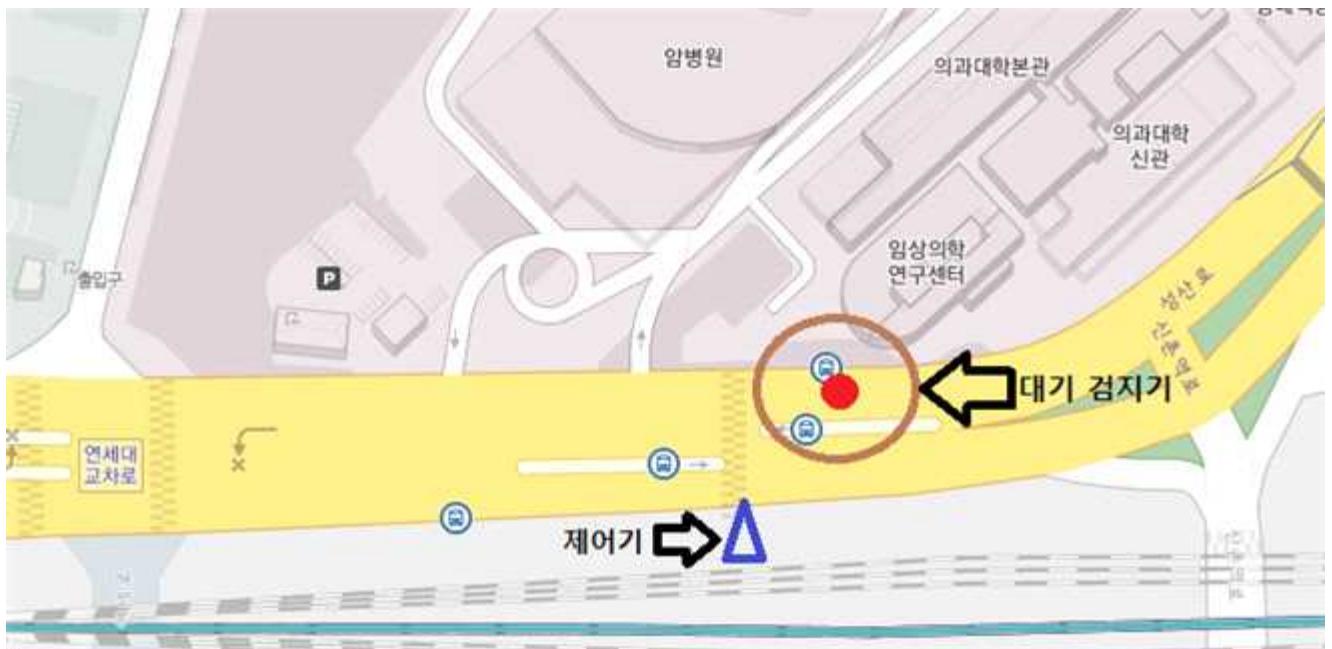 암병원
의과대학본관
의과대학
신관
임상의학
연구센터
출입구
P
성산로
신촌역로
대기 검지기
연세대
교차로
제어기